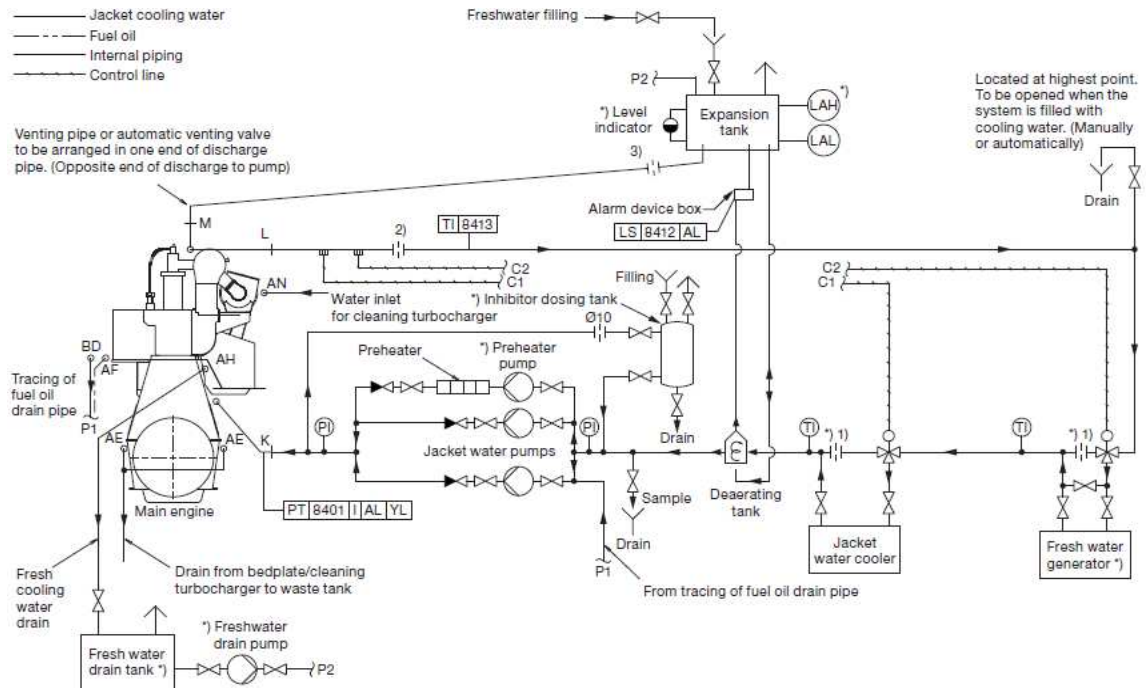 Jacket cooling water
Fuel oil
Internal piping
Control line
Freshwater filling
P2
*) Level
indicator
Expansion
tank
LAH
*)
LAL
Located at highest point.
To be opened when the
system is filled with
cooling water. (Manually
or automatically)
Drain
Venting pipe or automatic venting valve
to be arranged in one end of discharge
pipe. (Opposite end of discharge to pump)
3)
Alarm device box
LS 8412 AL
M
L
2)
TI 8413
C2
C1
AN
Water inlet
for cleaning turbocharger
Filling
*) Inhibitor dosing tank
Ø10
C2
C1
BD
AF
AH
Tracing of
fuel oil
drain pipe
P1
Preheater
*) Preheater
pump
Drain
AE
AE
K
PI
Jacket water pumps
PI
TI
*) 1)
TI
*) 1)
Main engine
PT 8401 I AL YL
Sample
Drain
Deaerating
tank
Jacket
water cooler
Fresh water
generator *)
P1
From tracing of fuel oil drain pipe
Fresh
cooling
water
drain
Drain from bedplate/cleaning
turbocharger to waste tank
Fresh water
drain tank *)
*) Freshwater
drain pump
P2